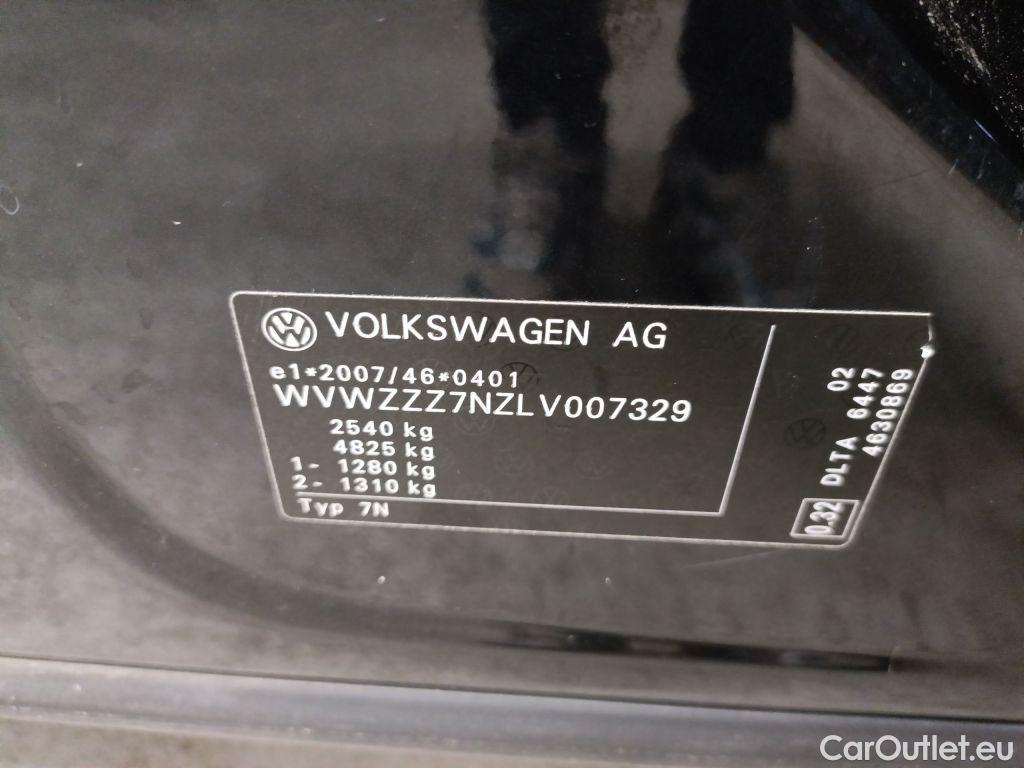 VOLKSWAGEN AG
e1*2007/46*0401
WVWZZZ7NZLV007329
2540 kg
4825 kg
1- 1280 kg
2- 1310 kg
Typ 7N
02
DLTA 6447
4630869
0.32
CarOutlet.eu